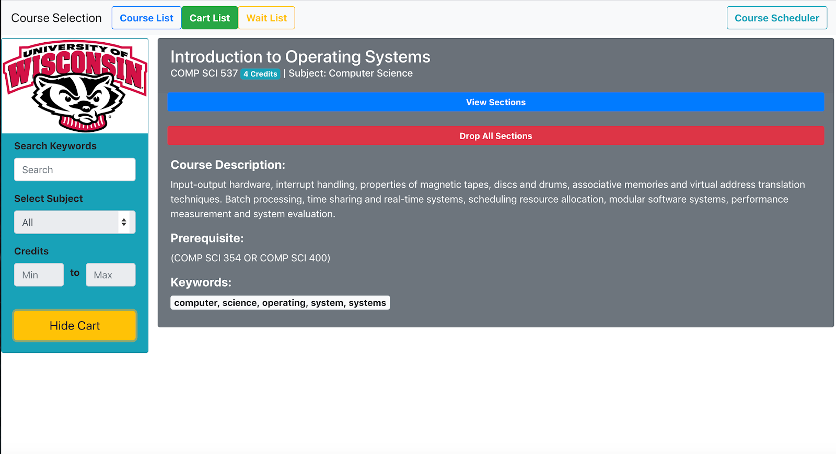 Course Selection
Course List
Cart List
Wait List
Course Scheduler
UNIVERSITY OF
WISCONSIN
Search Keywords
Search
Select Subject
All
Credits
Min
to
Max
Hide Cart
Introduction to Operating Systems
COMP SCI 537 4 Credits | Subject: Computer Science
View Sections
Drop All Sections
Course Description:
Input-output hardware, interrupt handling, properties of magnetic tapes, discs and drums, associative memories and virtual address translation
techniques. Batch processing, time sharing and real-time systems, scheduling resource allocation, modular software systems, performance
measurement and system evaluation.
Prerequisite:
(COMP SCI 354 OR COMP SCI 400)
Keywords:
computer, science, operating, system, systems